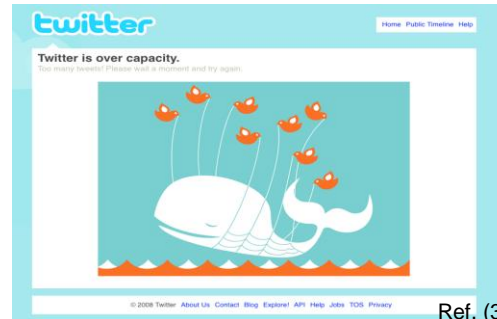 twitter
Home Public Timeline Help
Twitter is over capacity.
Too many tweets! Please wait a moment and try again.
© 2008 Twitter About Us Contact Blog Explore! API Help Jobs TOS Privacy
Ref. (3